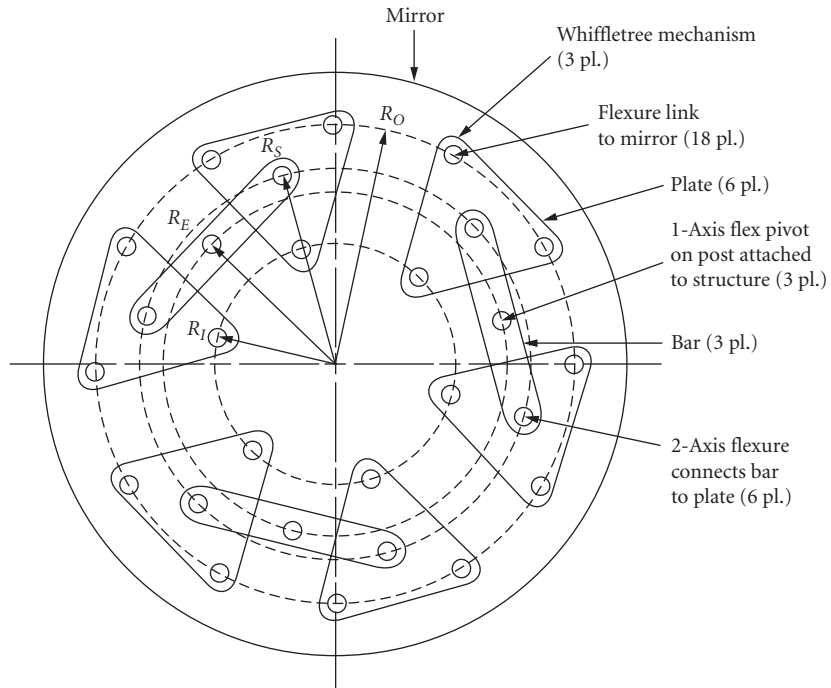 Mirror
Whiffletree mechanism
(3 pl.)
Flexure link
to mirror (18 pl.)
Plate (6 pl.)
1-Axis flex pivot
on post attached
to structure (3 pl.)
Bar (3 pl.)
2-Axis flexure
connects bar
to plate (6 pl.)
R_O
R_S
R_E
R_I